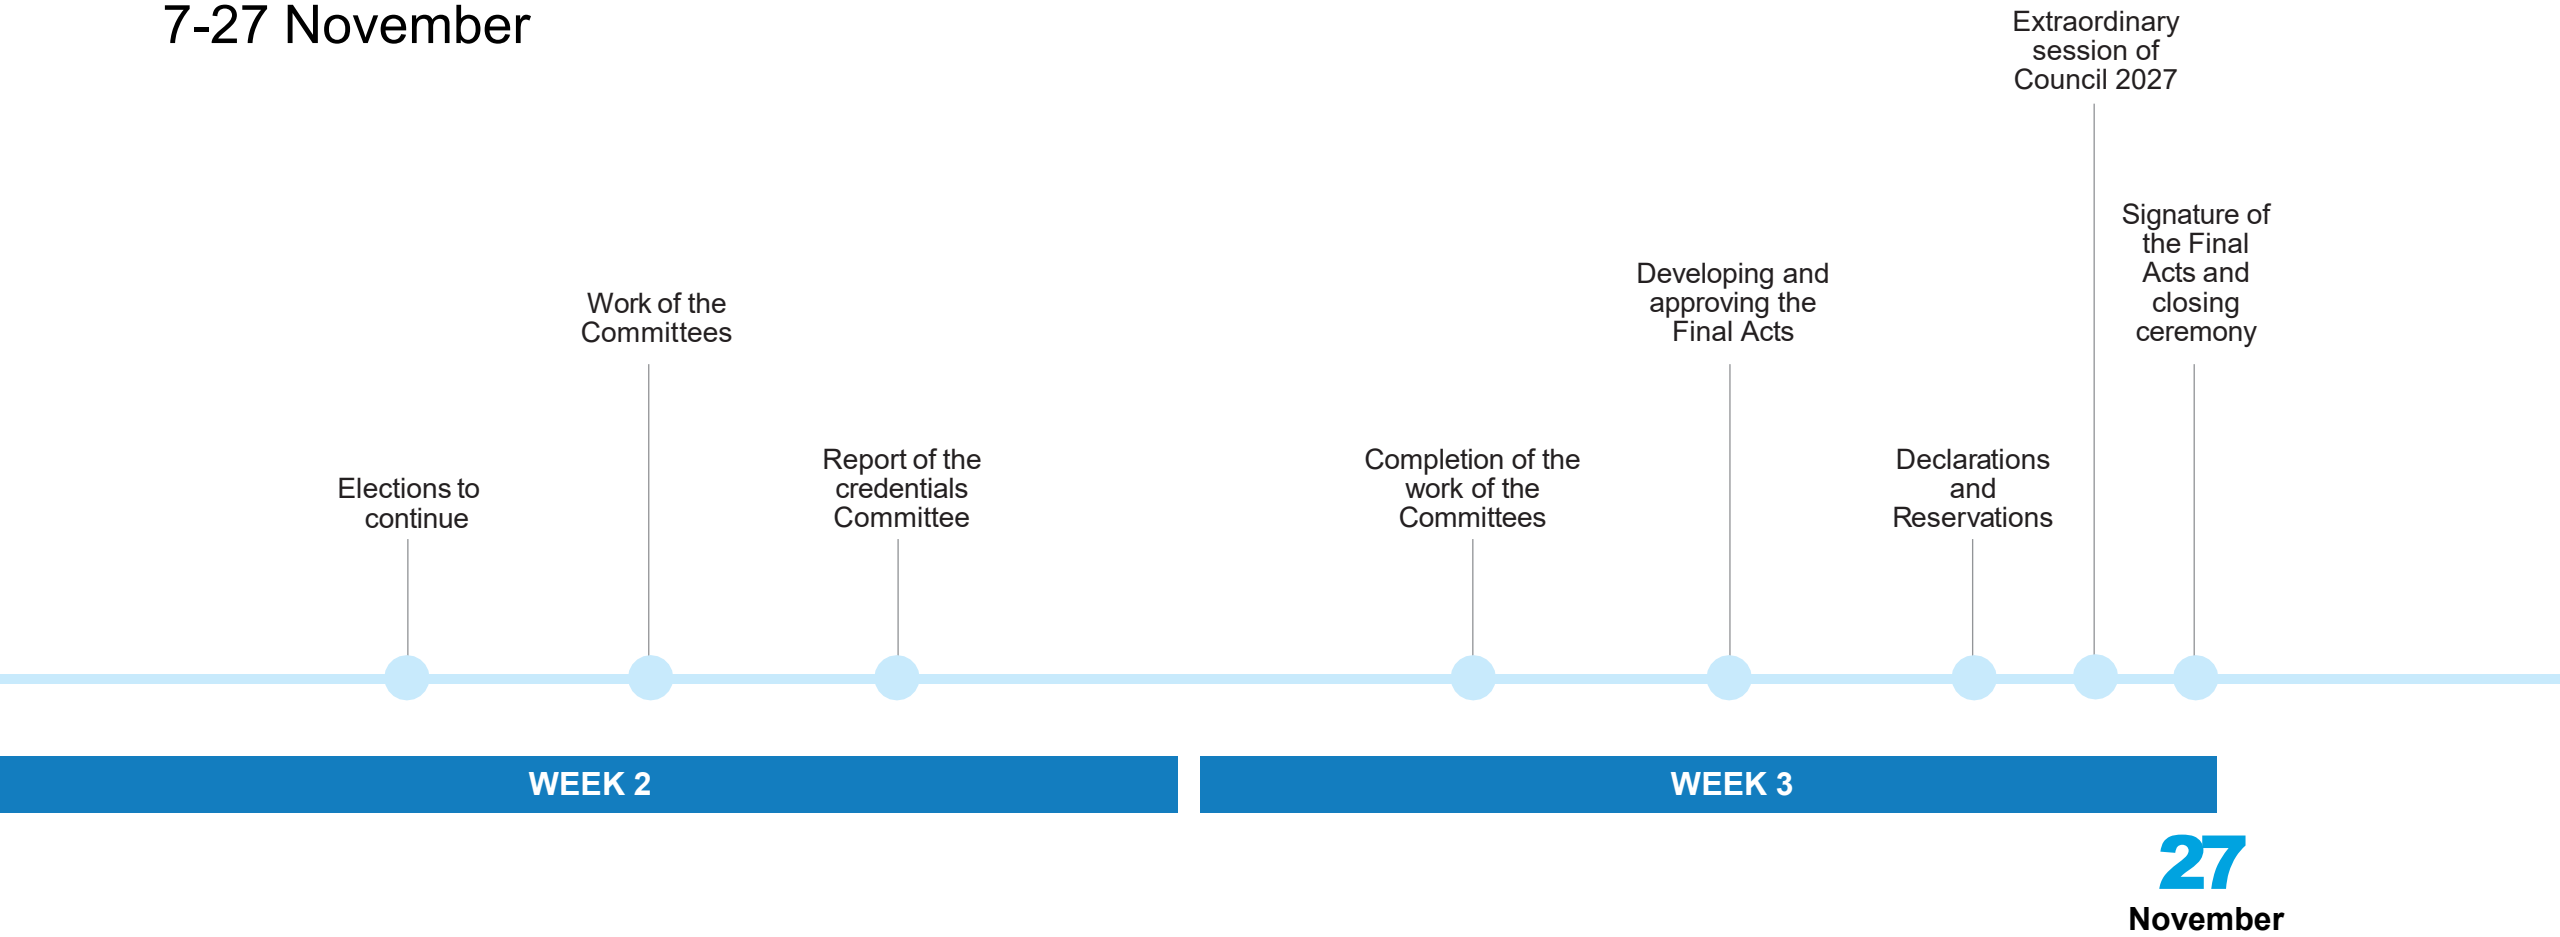 7-27 November
Extraordinary
session of
Council 2027
Signature of
the Final
Acts and
closing
ceremony
Developing and
approving the
Final Acts
Work of the
Committees
Elections to
continue
Report of the
credentials
Committee
Completion of the
work of the
Committees
Declarations
and
Reservations
WEEK 2
WEEK 3
27
November